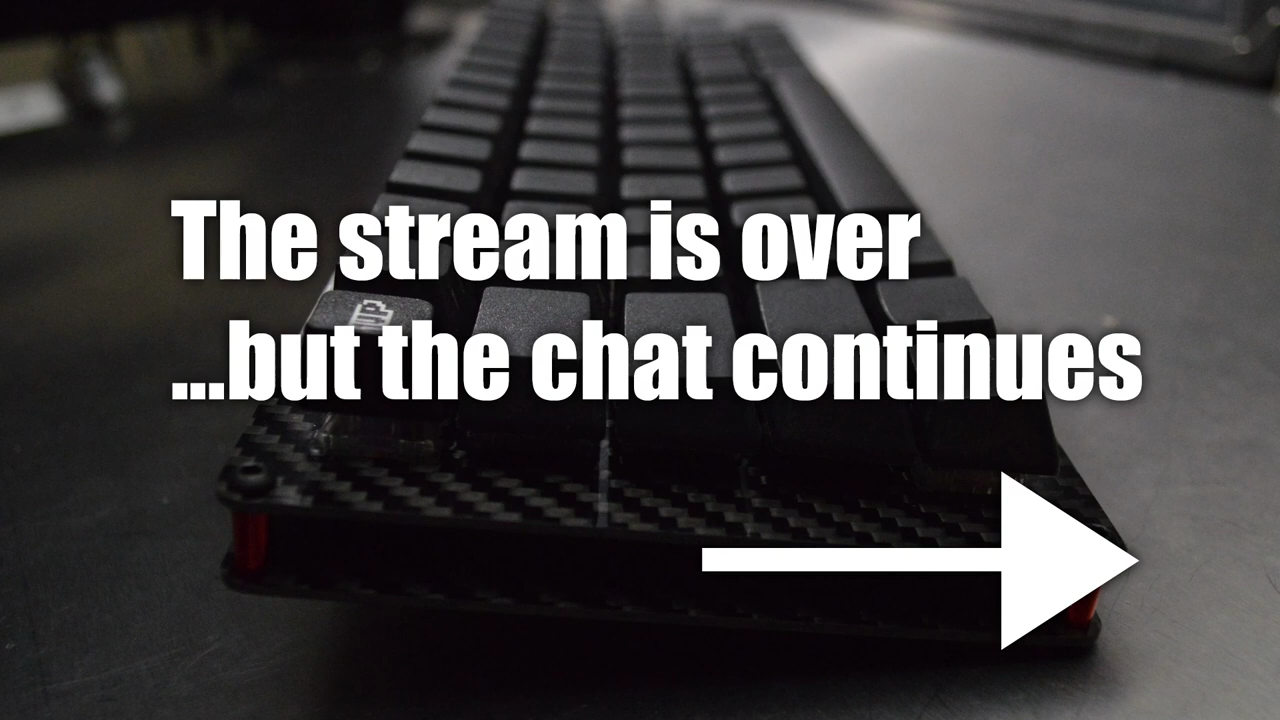 The stream is over
...but the chat continues